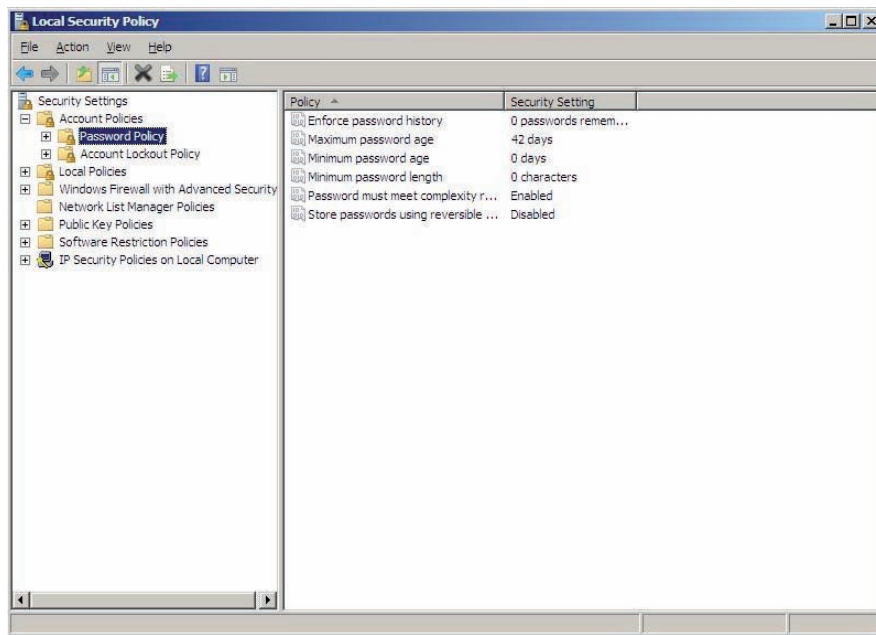 Local Security Policy
File Action View Help
Security Settings
Account Policies
Password Policy
Account Lockout Policy
Local Policies
Windows Firewall with Advanced Security
Network List Manager Policies
Public Key Policies
Software Restriction Policies
IP Security Policies on Local Computer
Policy Security Setting
Enforce password history 0 passwords remem...
Maximum password age 42 days
Minimum password age 0 days
Minimum password length 0 characters
Password must meet complexity r... Enabled
Store passwords using reversible ... Disabled